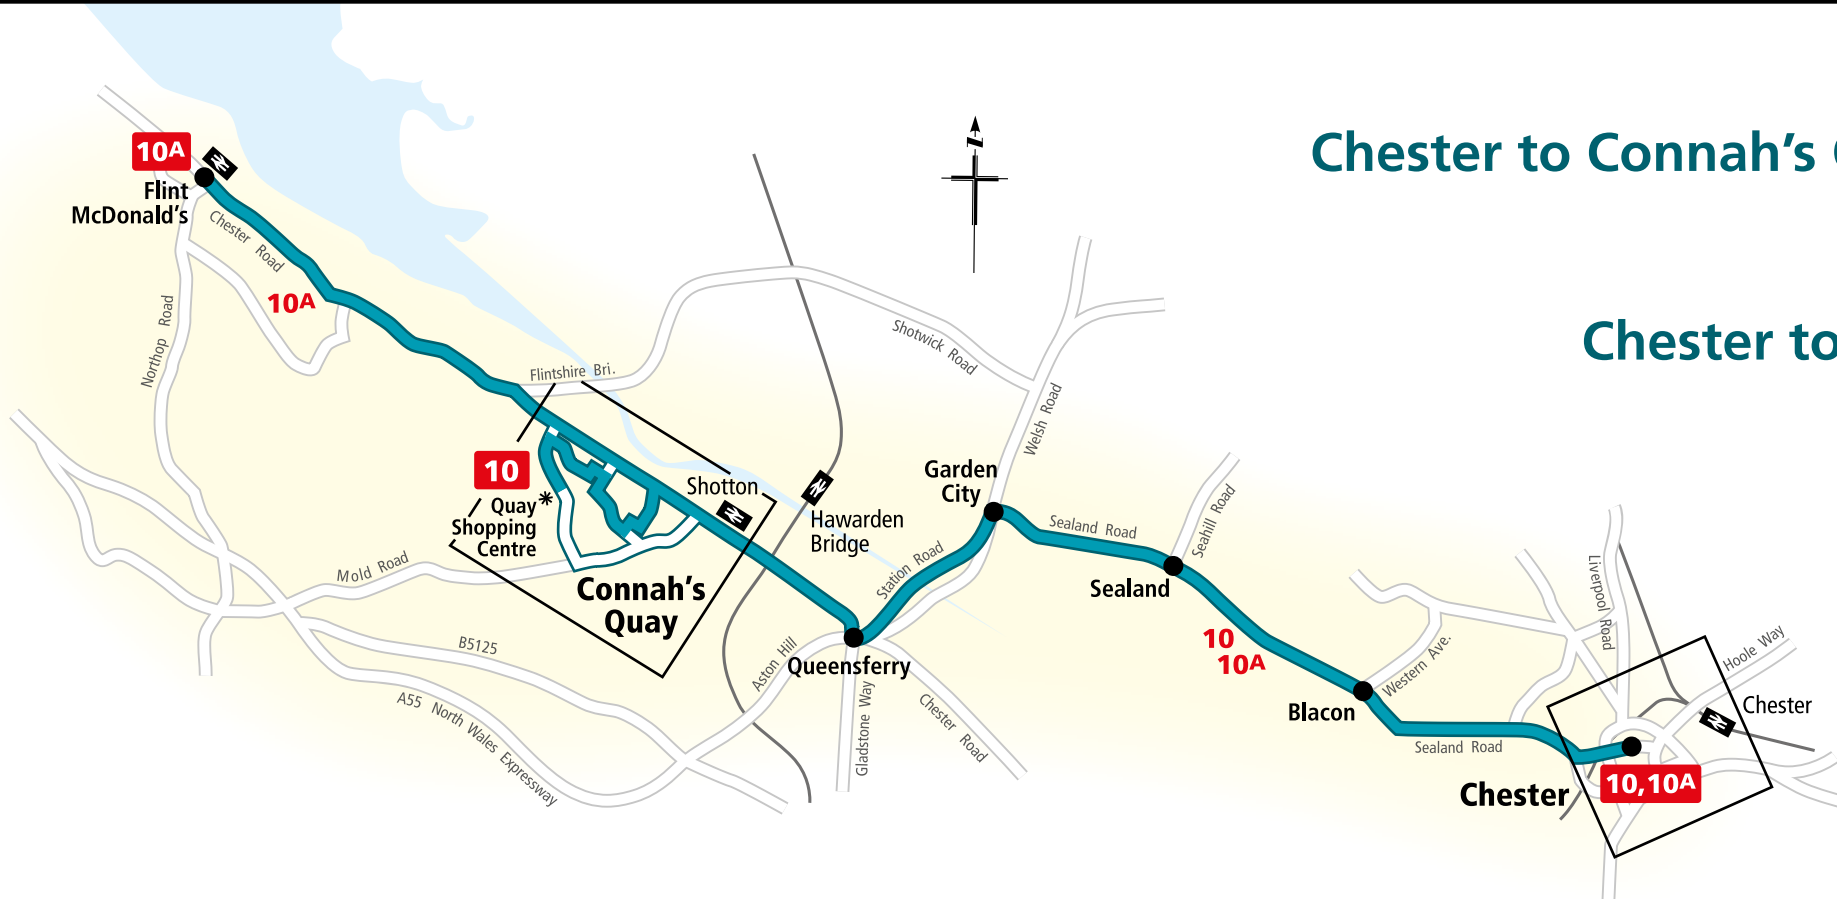 Chester to Connah's
Chester to
10A
Flint
McDonald's
Chester Road
10A
Northop Road
Flintshire Bri.
Shotwick Road
Welsh Road
10
Quay
Shopping
Centre
Shotton
Hawarden
Bridge
Garden
City
Station Road
Sealand Road
Seahill Road
Sealand
Mold Road
Connah's
Quay
B5125
A55 North Wales Expressway
Aston Hill
Queensferry
Gladstone Way
Chester Road
10
10A
Blacon
Western Ave.
Sealand Road
Liverpool Road
Hoole Way
Chester
Chester
10,10A